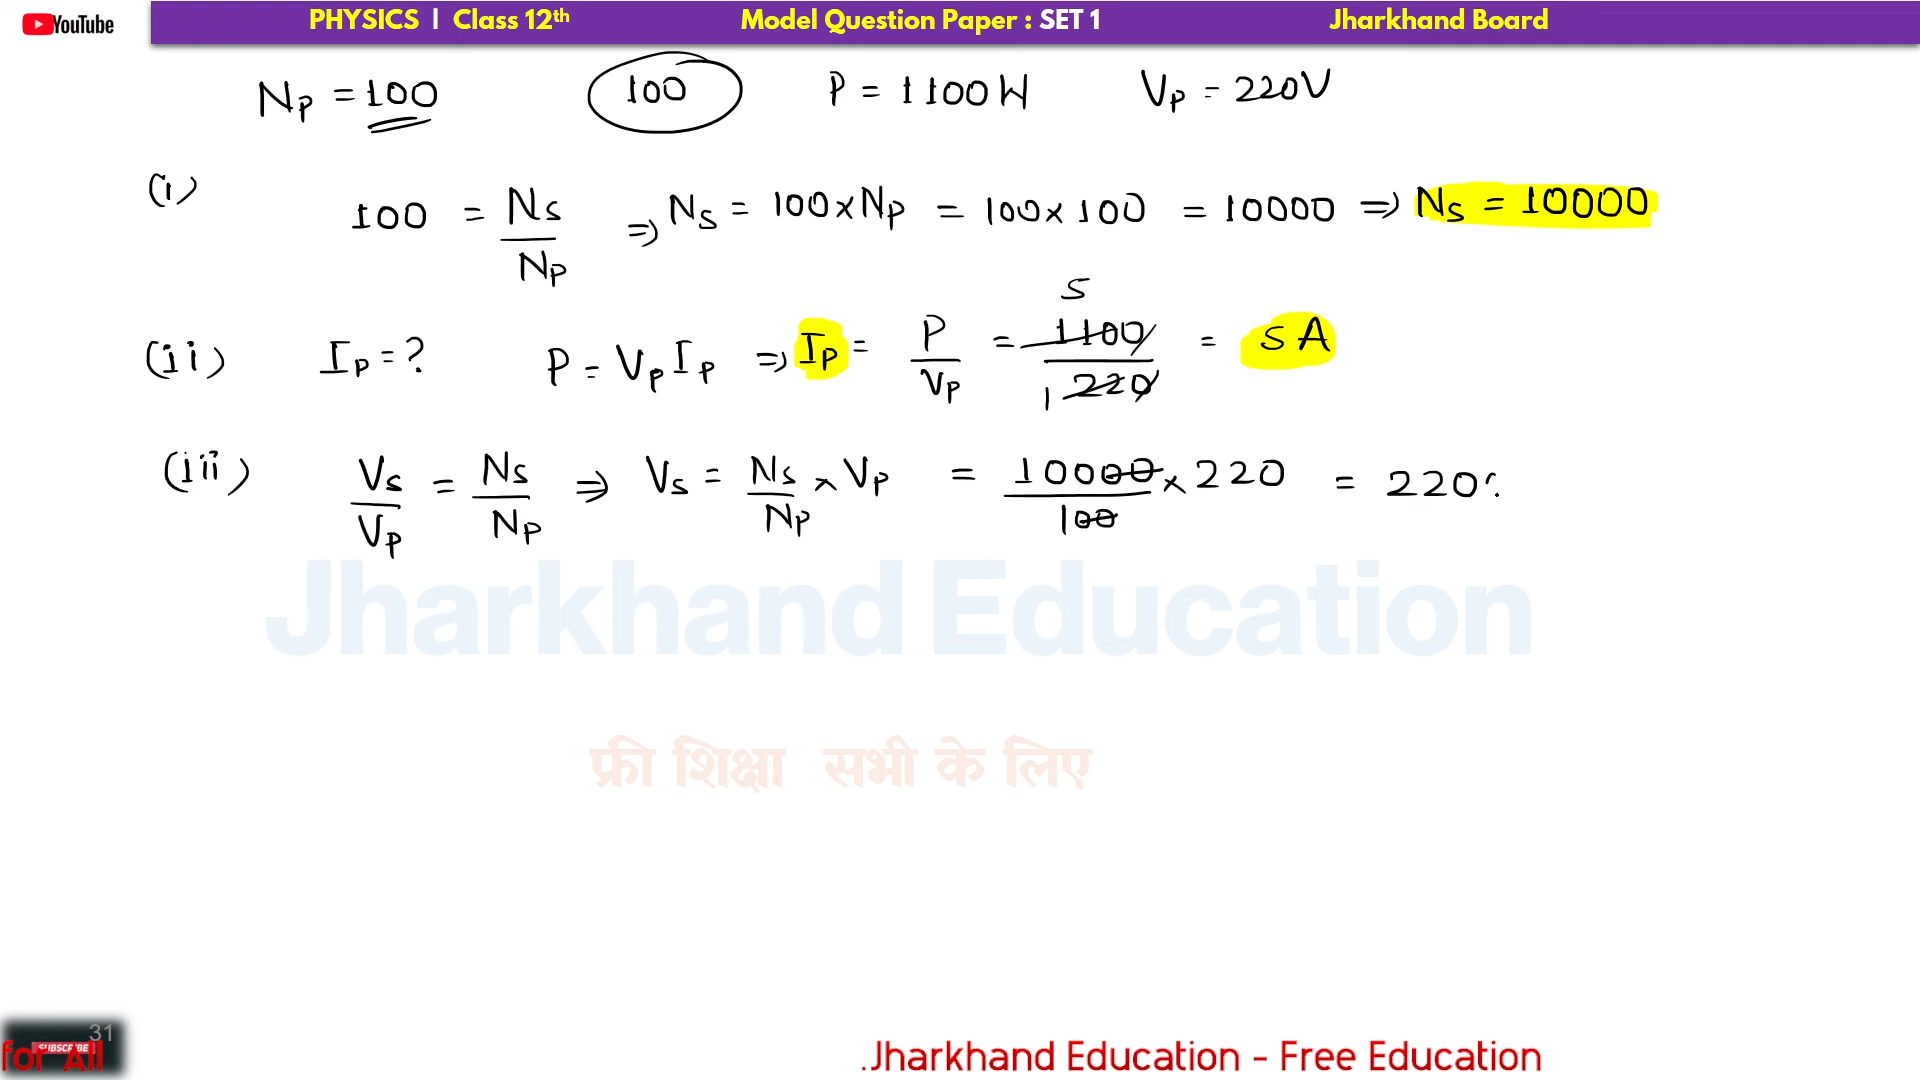 YouTube PHYSICS | Class 12th Model Question Paper : SET 1 Jharkhand Board
Np = 100 100 P = 1100W Vp = 220V
(i) 100 = Ns/Np ⇒ Ns = 100×Np = 100×100 = 10000 ⇒ Ns = 10000
5
(ii) Ip = ? P = VpIp ⇒ Ip = P/Vp = 1100/220 = 5A
1
(iii) Vs/Vp = Ns/Np ⇒ Vs = Ns/Np × Vp = 10000/100 × 220 = 220
Jharkhand Education
फ्री शिक्षा सभी के लिए
31
SUBSCRIBE
for All
.Jharkhand Education - Free Education